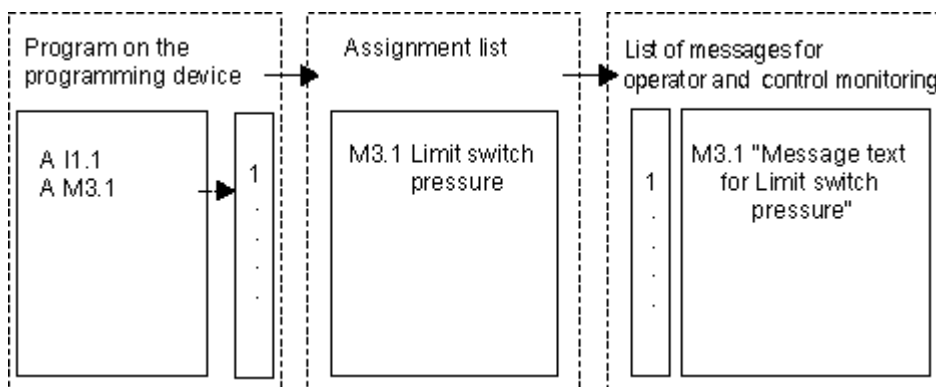 Program on the
programming device
A I1.1
A M3.1
1
.
.
.
.
Assignment list
M3.1 Limit switch
pressure
List of messages for
operator and control monitoring
1
.
.
.
.
M3.1 "Message text
for Limit switch
pressure"